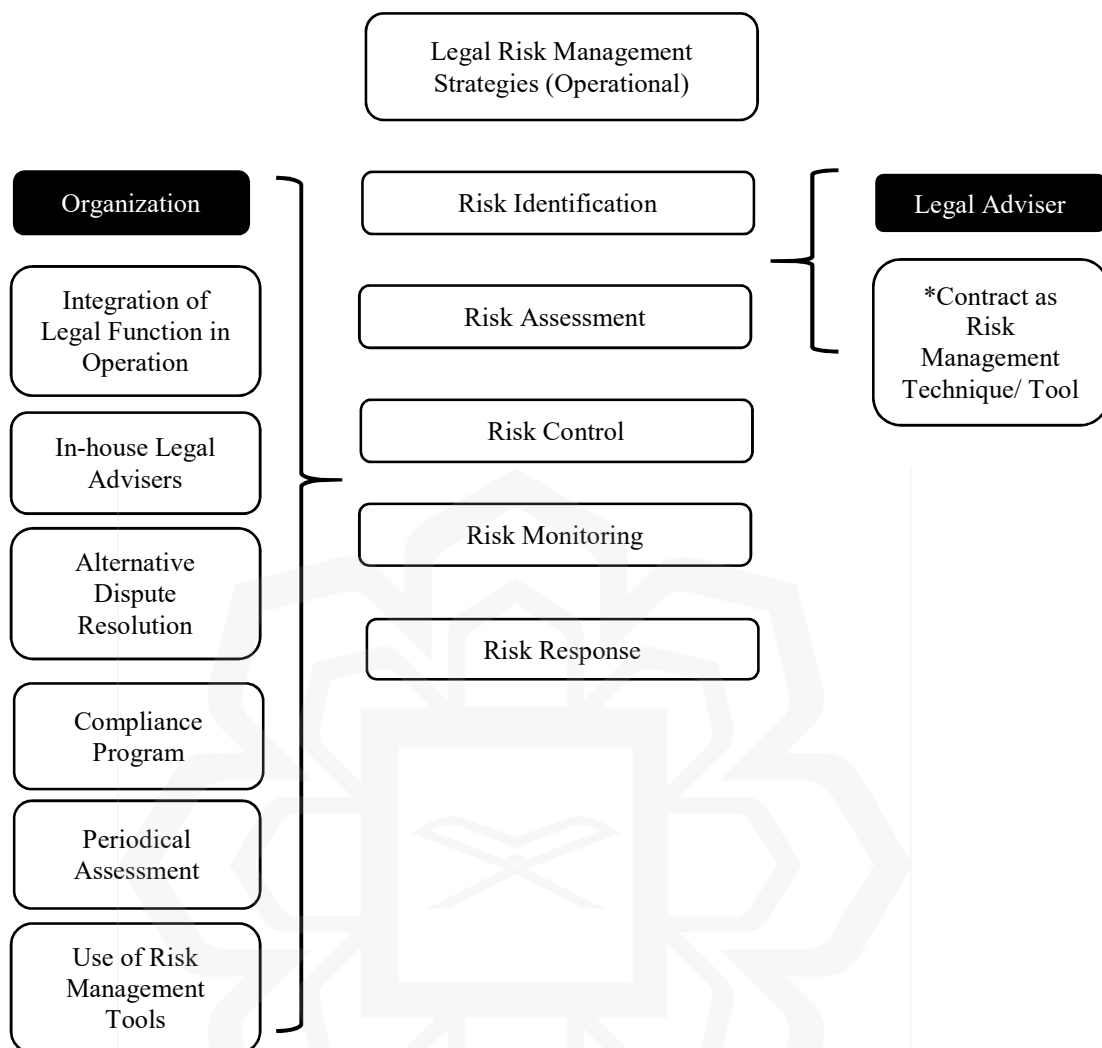 Legal Risk Management
Strategies (Operational)
Organization
Integration of
Legal Function in
Operation
In-house Legal
Advisers
Alternative
Dispute
Resolution
Compliance
Program
Periodical
Assessment
Use of Risk
Management
Tools
Risk Identification
Risk Assessment
Risk Control
Risk Monitoring
Risk Response
Legal Adviser
*Contract as
Risk
Management
Technique/ Tool